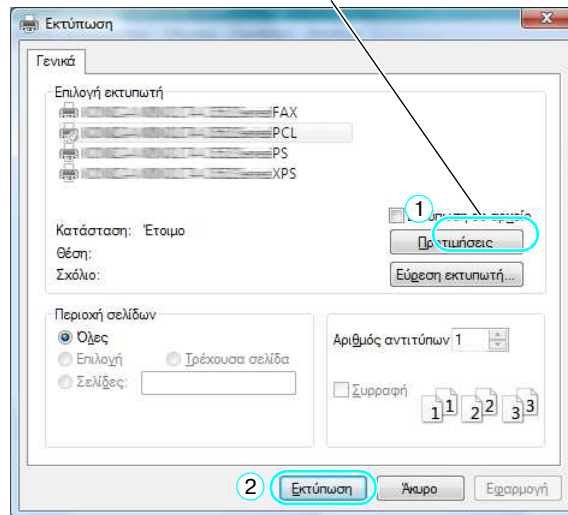 Εκτύπωση
Γενικά
Επιλογή εκτυπωτή
FAX
PCL
PS
XPS
1
Κατάσταση: Έτοιμο
Προτιμήσεις
Θέση:
Σχόλιο:
Εύρεση εκτυπωτή...
Περιοχή σελίδων
Όλες
Επιλογή
Τρέχουσα σελίδα
Σελίδες:
Αριθμός αντιτύπων 1
Συρραφή
1 1 2 2 3 3
2
Εκτύπωση
Άκυρο
Εφαρμογή